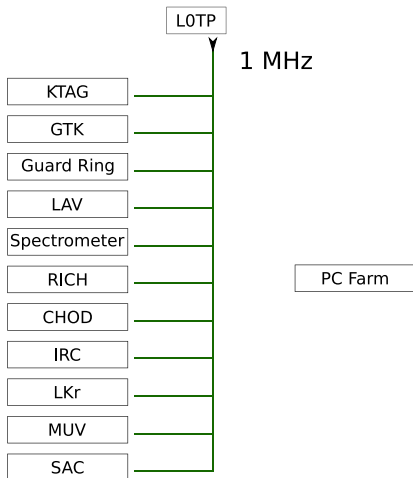 L0TP
1 MHz
KTAG
GTK
Guard Ring
LAV
Spectrometer
RICH
PC Farm
CHOD
IRC
LKr
MUV
SAC